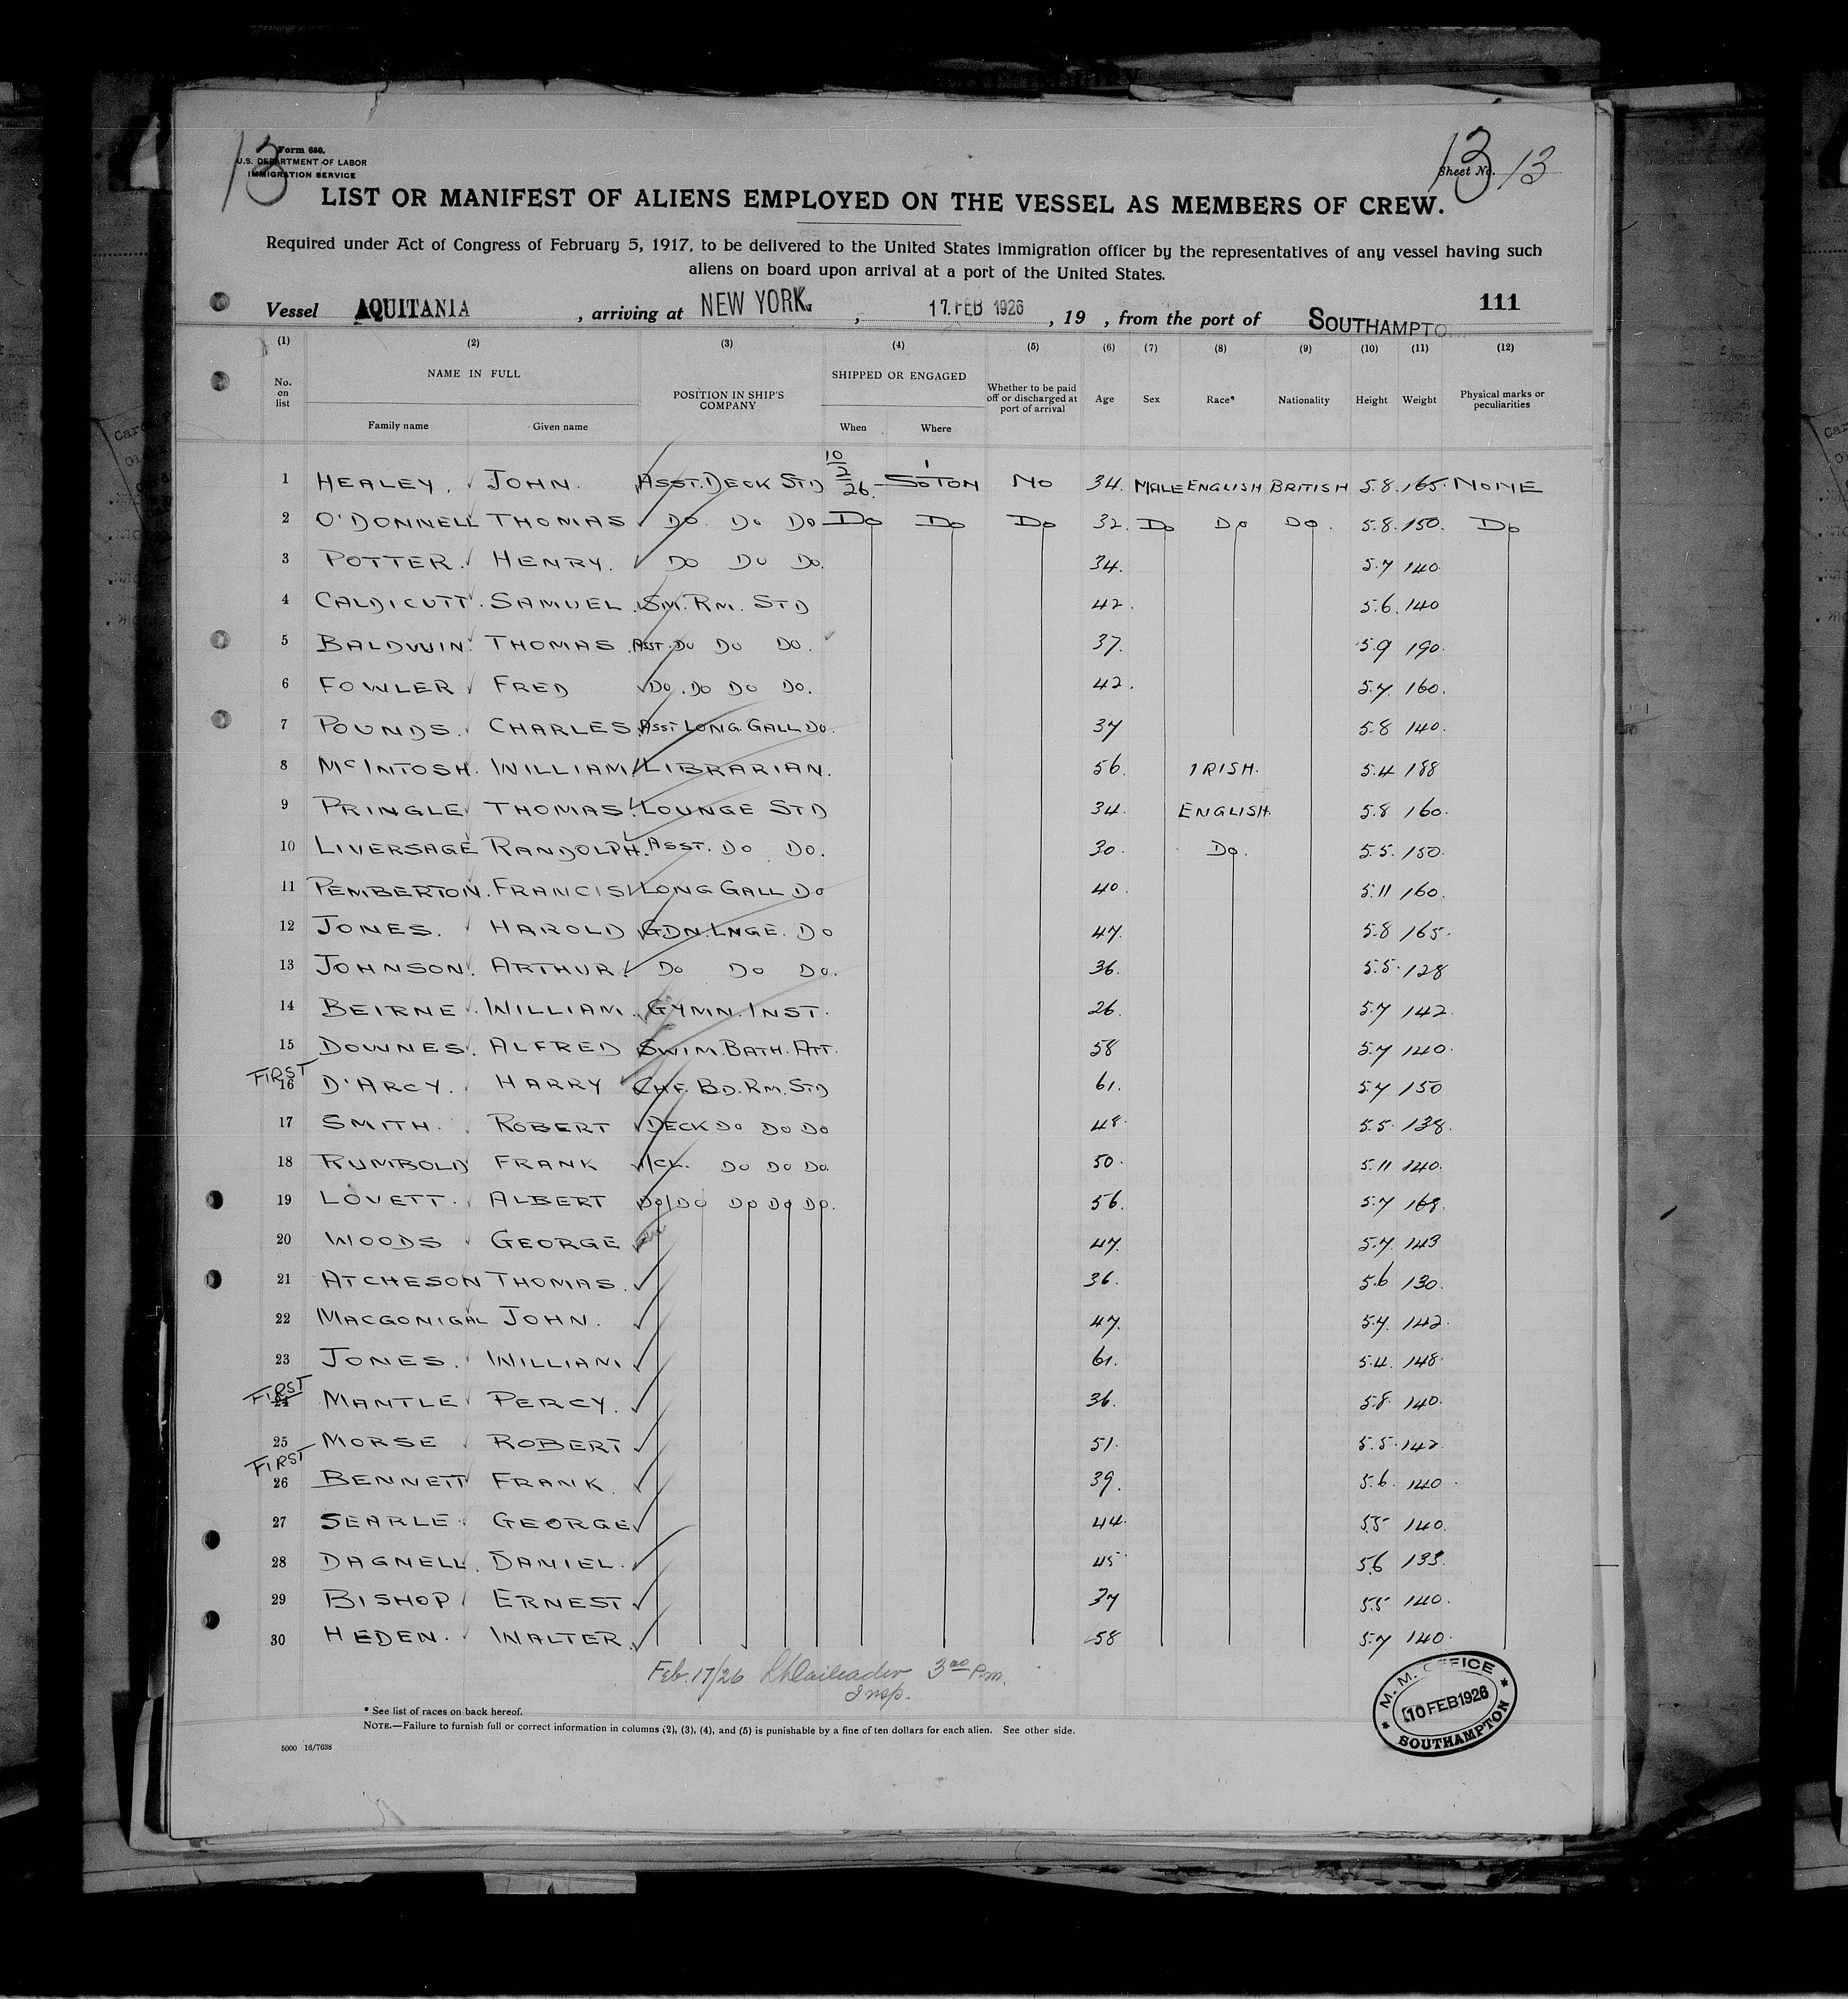 13
Form 680.
U.S. DEPARTMENT OF LABOR
IMMIGRATION SERVICE
13
Sheet No. 13
LIST OR MANIFEST OF ALIENS EMPLOYED ON THE VESSEL AS MEMBERS OF CREW.
Required under Act of Congress of February 5, 1917, to be delivered to the United States immigration officer by the representatives of any vessel having such
aliens on board upon arrival at a port of the United States.
111
Vessel AQUITANIA, arriving at NEW YORK, 17. FEB 1926, 19 , from the port of SOUTHAMPTO
(1) (2) (3) (4) (5) (6) (7) (8) (9) (10) (11) (12)
No. on list NAME IN FULL POSITION IN SHIP'S COMPANY SHIPPED OR ENGAGED Whether to be paid off or discharged at port of arrival Age Sex Race* Nationality Height Weight Physical marks or peculiarities
Family name Given name When Where
1 HEALEY. JOHN. ASST. DECK STD 10/2/26. S'OTON NO 34. MALE ENGLISH BRITISH 5.8. 165. NONE
2 O'DONNELL THOMAS DO. DO DO DO DO DO 32. DO DO DO. 5.8. 150. DO
3 POTTER. HENRY. DO DO DO. 34. 5.7 140.
4 CALDICUTT. SAMUEL. SM. RM. STD 42. 5.6. 140
5 BALDWIN. THOMAS. ASST. DO DO DO. 37. 5.9 190.
6 FOWLER FRED DO. DO DO DO. 42. 5.7. 160.
7 POUNDS. CHARLES. ASST LONG. GALL DO. 37 5.8 140.
8 MCINTOSH. WILLIAM. LIBRARIAN. 56. IRISH. 5.4 188
9 PRINGLE THOMAS. LOUNGE STD 34. ENGLISH. 5.8 160.
10 LIVERSAGE RANDOLPH. ASST. DO DO. 30. DO. 5.5. 150.
11 PEMBERTON. FRANCIS LONG GALL DO 40. 5.11 160.
12 JONES. HAROLD GDN. LNGE. DO 47. 5.8 165.
13 JOHNSON. ARTHUR. DO DO DO. 36. 5.5. 128
14 BEIRNE. WILLIAM. GYMN. INST. 26. 5.7 142.
15 DOWNES. ALFRED SWIM. BATH. ATT. 58 5.7 140.
FIRST
16 D'ARCY. HARRY CHF. BD. RM. STD 61. 5.7 150
17 SMITH. ROBERT DECK DO DO DO 48. 5.5. 138.
18 RUMBOLD FRANK 1/CL. DO DO DO. 50. 5.11 140.
19 LOVETT. ALBERT DO/DO DO DO DO. 56. 5.7 168.
20 WOODS GEORGE 47. 5.7. 143
21 ATCHESON THOMAS. 36. 5.6 130.
22 MACGONIGAL JOHN. 47. 5.7. 142.
23 JONES. WILLIAM 61. 5.4. 148.
FIRST
24 MANTLE PERCY. 36. 5.8. 140.
25 MORSE ROBERT 51. 5.5. 142.
FIRST
26 BENNETT FRANK. 39. 5.6. 140.
27 SEARLE. GEORGE 44. 5.5 140.
28 DAGNELL. DANIEL. 45. 5.6 133.
29 BISHOP ERNEST 37 5.5 140.
30 HEDEN. WALTER. 58 5.7 140.
Feb. 17/26 3 00 P.m.
Insp.
M. M. OFFICE
10 FEB 1926
SOUTHAMPTON
* See list of races on back hereof.
NOTE.—Failure to furnish full or correct information in columns (2), (3), (4), and (5) is punishable by a fine of ten dollars for each alien. See other side.
5000 16/7638